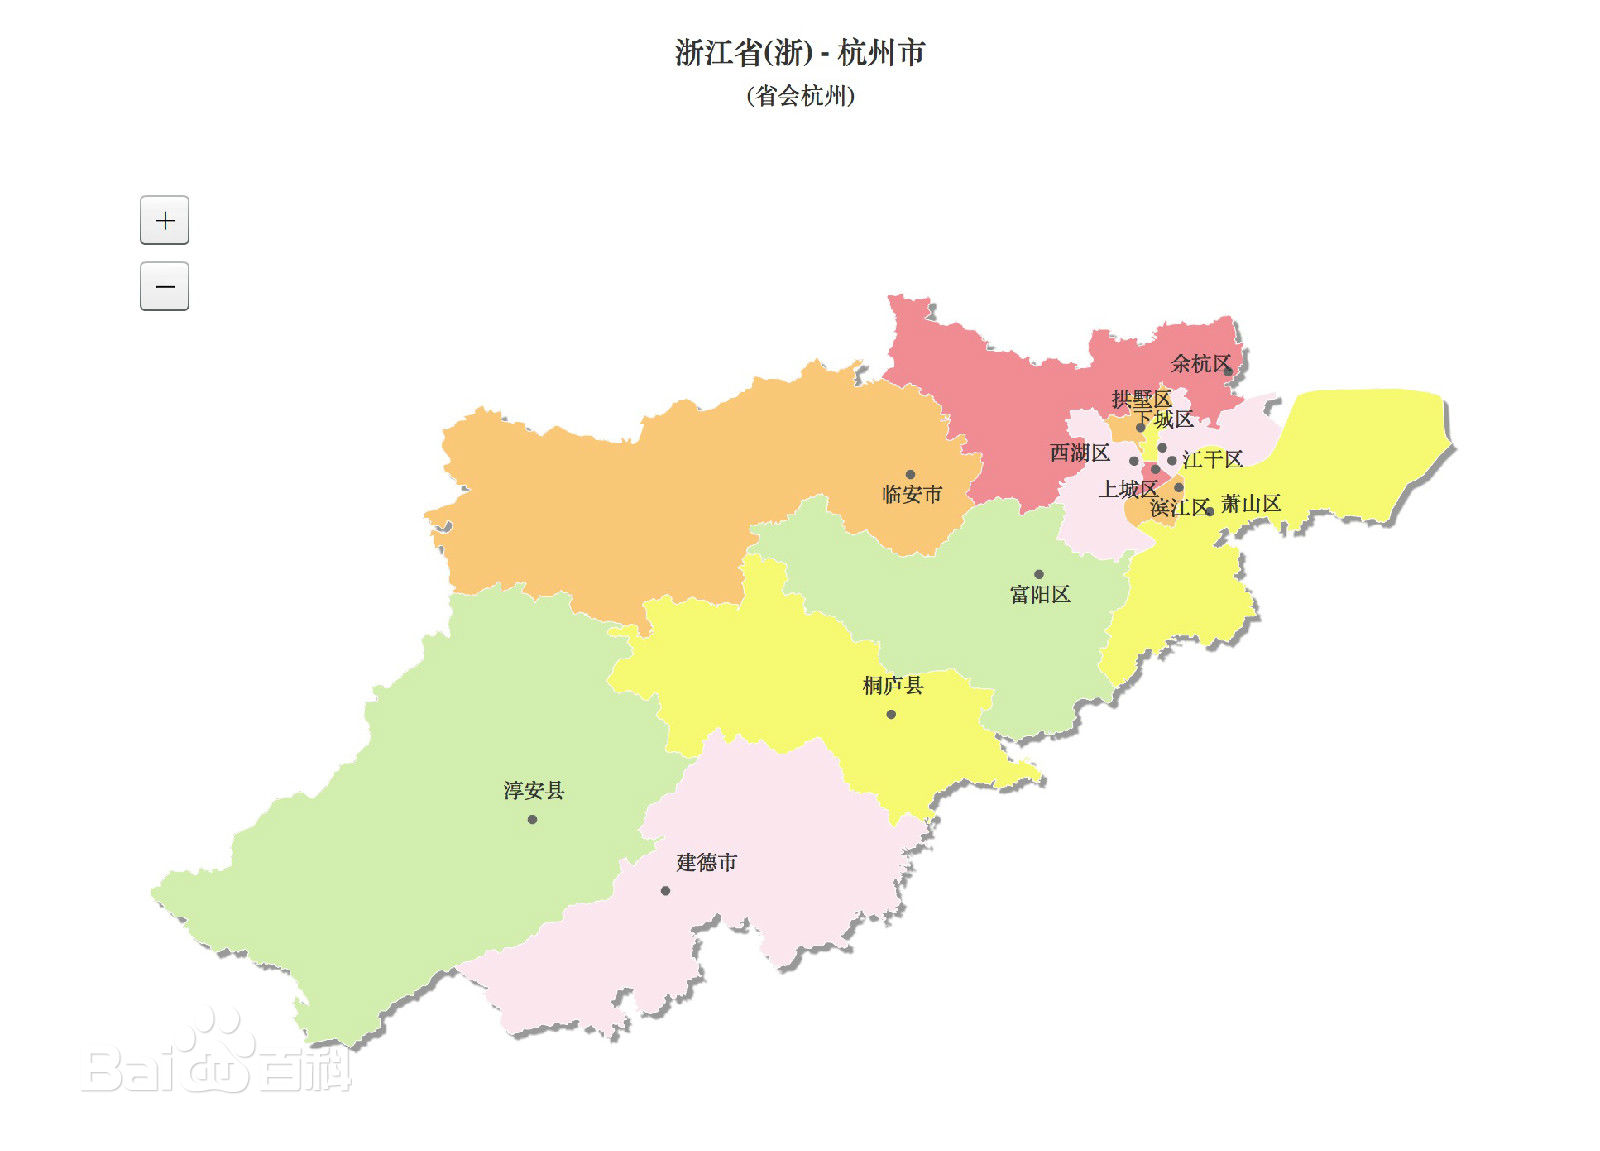 浙江省(浙) - 杭州市
(省会杭州)
+
−
余杭区
拱墅区
下城区
西湖区
江干区
上城区
临安市
滨江区
萧山区
富阳区
桐庐县
淳安县
建德市
Bai百科